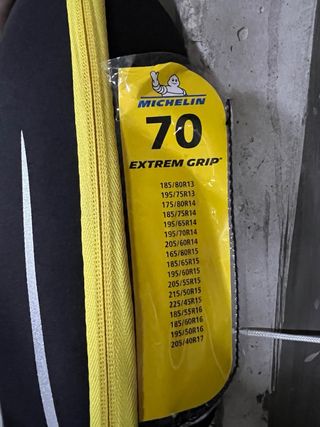 MICHELIN
70
EXTREM GRIP
185/80R13
195/75R13
175/80R14
185/75R14
195/65R14
195/70R14
205/60R14
165/80R15
185/65R15
195/60R15
205/55R15
215/50R15
225/45R15
185/55R16
185/60R16
195/50R16
205/40R17